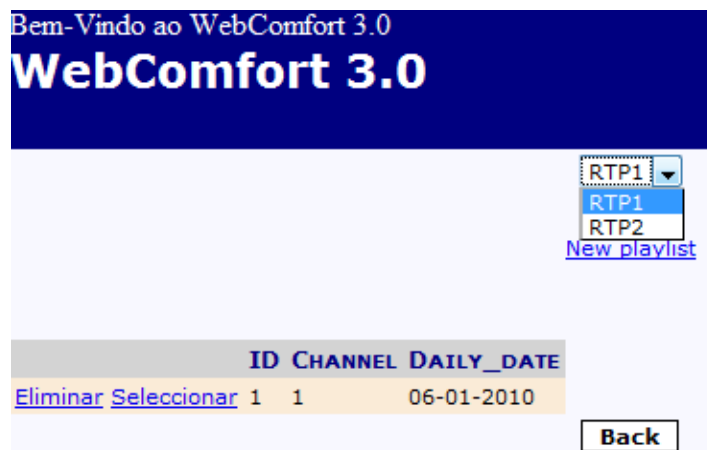 Bem-Vindo ao WebComfort 3.0
WebComfort 3.0
RTP1
RTP1
RTP2
New playlist
ID CHANNEL DAILY_DATE
Eliminar Seleccionar 1 1 06-01-2010
Back